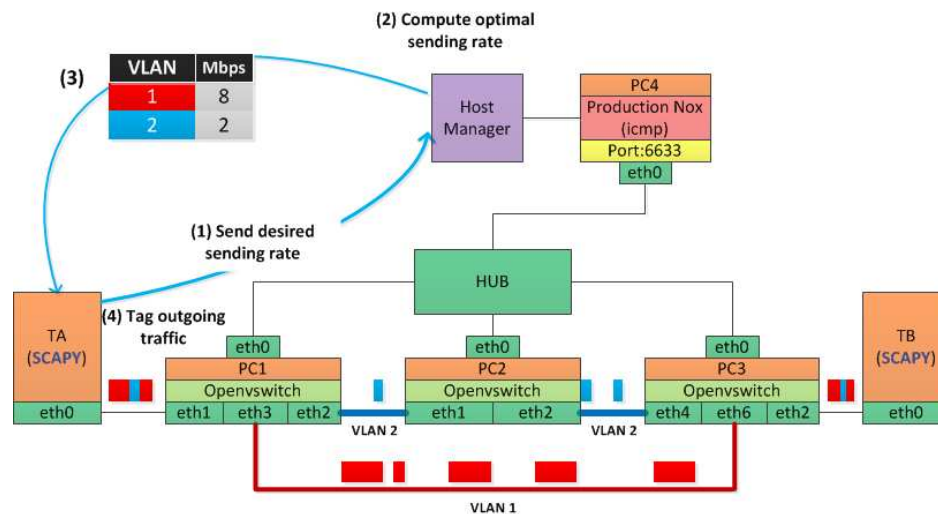 (2) Compute optimal
sending rate
(3)
VLAN Mbps
1 8
2 2
Host
Manager
PC4
Production Nox
(icmp)
Port:6633
eth0
(1) Send desired
sending rate
HUB
TA
(SCAPY)
eth0
(4) Tag outgoing
traffic
eth0
PC1
Openvswitch
eth1 eth3 eth2
VLAN 2
eth0
PC2
Openvswitch
eth1 eth2
VLAN 2
eth0
PC3
Openvswitch
eth4 eth6 eth2
TB
(SCAPY)
eth0
VLAN 1